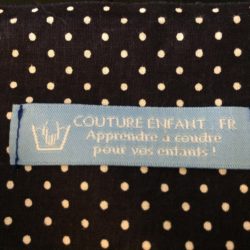 COUTURE ENFANT . FR
Apprendre à coudre
pour vos enfants !